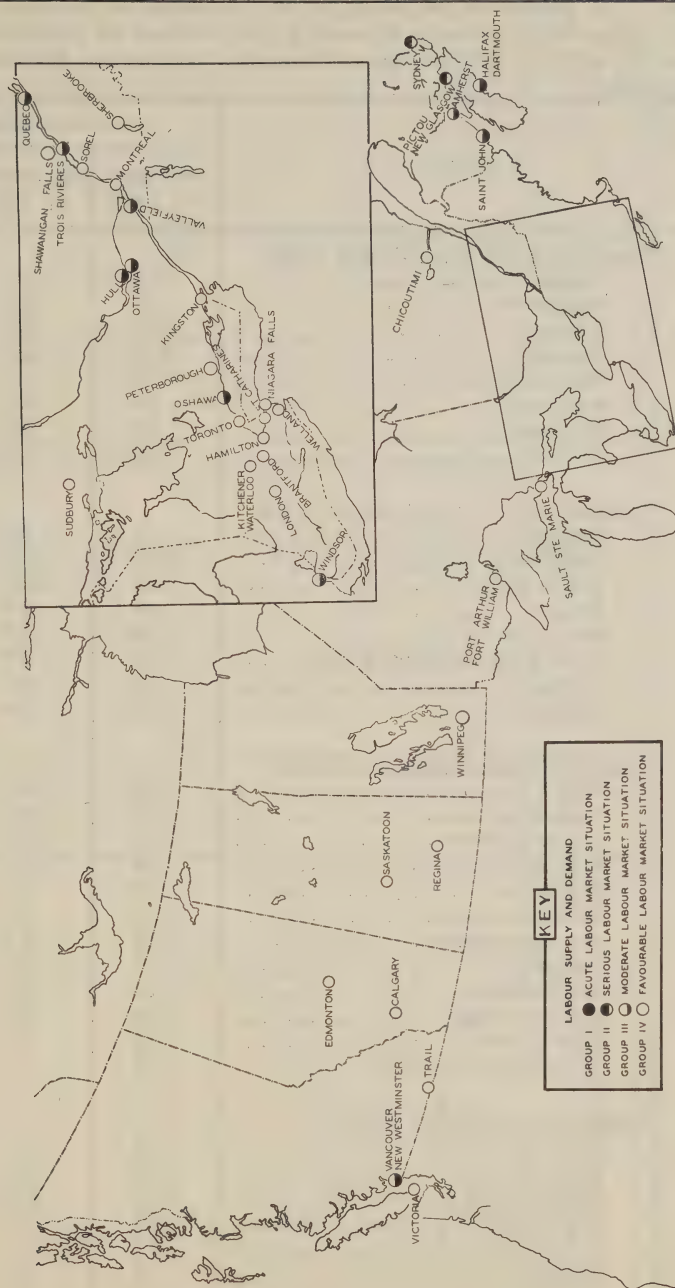 QUEBEC
SHAWANIGAN FALLS
TROIS RIVIERES
SOREL
SHERBROOKE
MONTREAL
VALLEYFIELD
HULL
OTTAWA
KINGSTON
PETERBOROUGH
OSHAWA
TORONTO
ST. CATHARINES
NIAGARA FALLS
HAMILTON
WELLAND
KITCHENER
WATERLOO
BRANTFORD
LONDON
WINDSOR
SUDBURY
SYDNEY
PICTOU
NEW GLASGOW
AMHERST
HALIFAX
DARTMOUTH
SAINT JOHN
CHICOUTIMI
SAULT STE MARIE
PORT ARTHUR
FORT WILLIAM
WINNIPEG
SASKATOON
REGINA
EDMONTON
CALGARY
TRAIL
VANCOUVER
NEW WESTMINSTER
VICTORIA
KEY
LABOUR SUPPLY AND DEMAND
GROUP I ACUTE LABOUR MARKET SITUATION
GROUP II SERIOUS LABOUR MARKET SITUATION
GROUP III MODERATE LABOUR MARKET SITUATION
GROUP IV FAVOURABLE LABOUR MARKET SITUATION